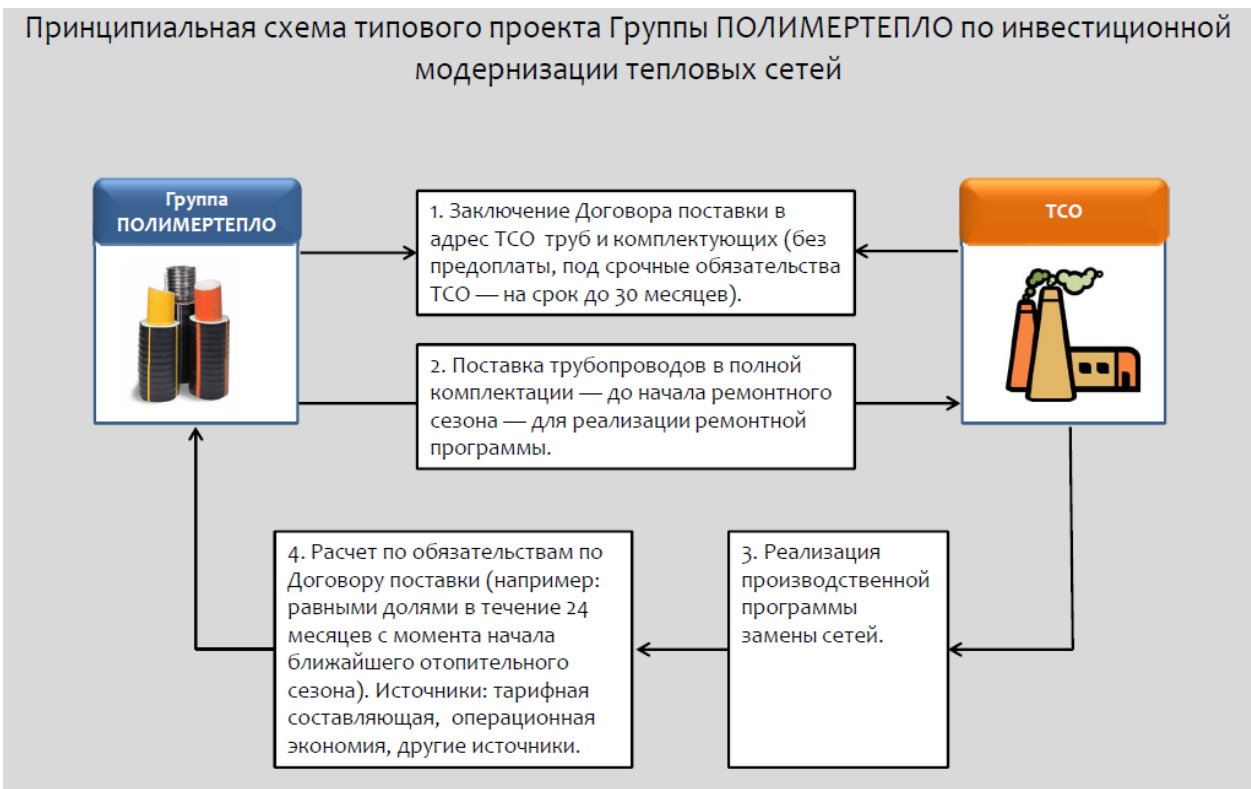 Принципиальная схема типового проекта Группы ПОЛИМЕРТЕПЛО по инвестиционной
модернизации тепловых сетей
Группа
ПОЛИМЕРТЕПЛО
1. Заключение Договора поставки в
адрес ТСО труб и комплектующих (без
предоплаты, под срочные обязательства
ТСО — на срок до 30 месяцев).
ТСО
2. Поставка трубопроводов в полной
комплектации — до начала ремонтного
сезона — для реализации ремонтной
программы.
3. Реализация
производственной
программы
замены сетей.
4. Расчет по обязательствам по
Договору поставки (например:
равными долями в течение 24
месяцев с момента начала
ближайшего отопительного
сезона). Источники: тарифная
составляющая, операционная
экономия, другие источники.